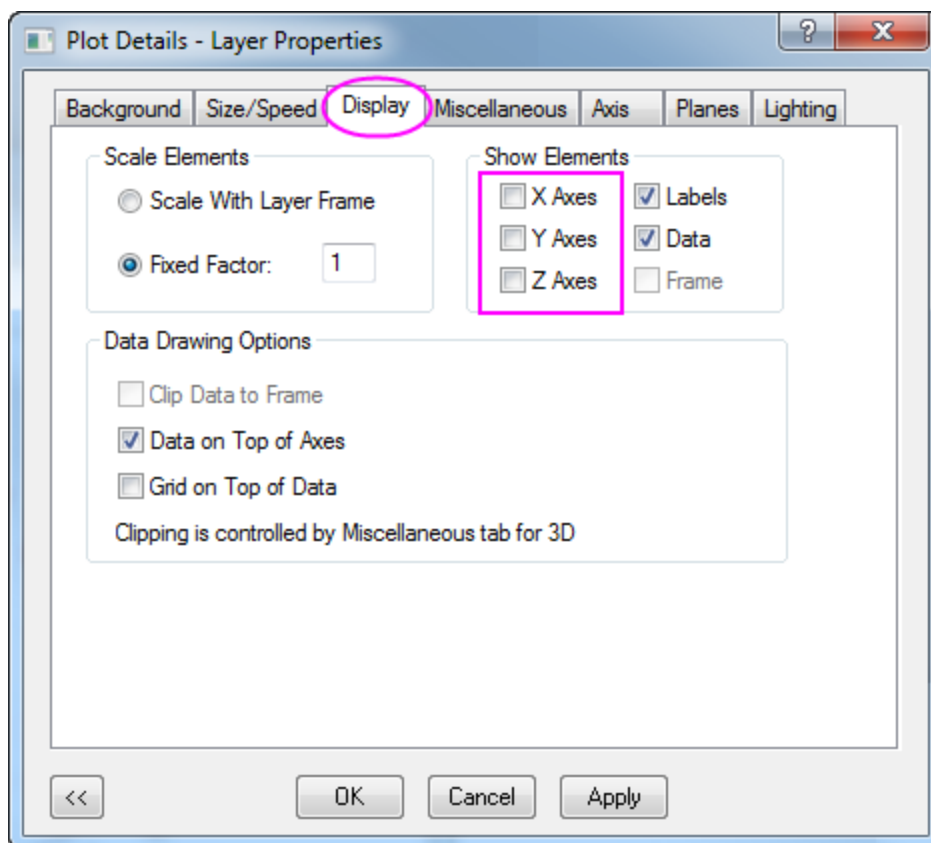 Plot Details - Layer Properties
?
X
Background Size/Speed Display Miscellaneous Axis Planes Lighting
Scale Elements
Scale With Layer Frame
Fixed Factor: 1
Show Elements
X Axes Labels
Y Axes Data
Z Axes Frame
Data Drawing Options
Clip Data to Frame
Data on Top of Axes
Grid on Top of Data
Clipping is controlled by Miscellaneous tab for 3D
<< OK Cancel Apply